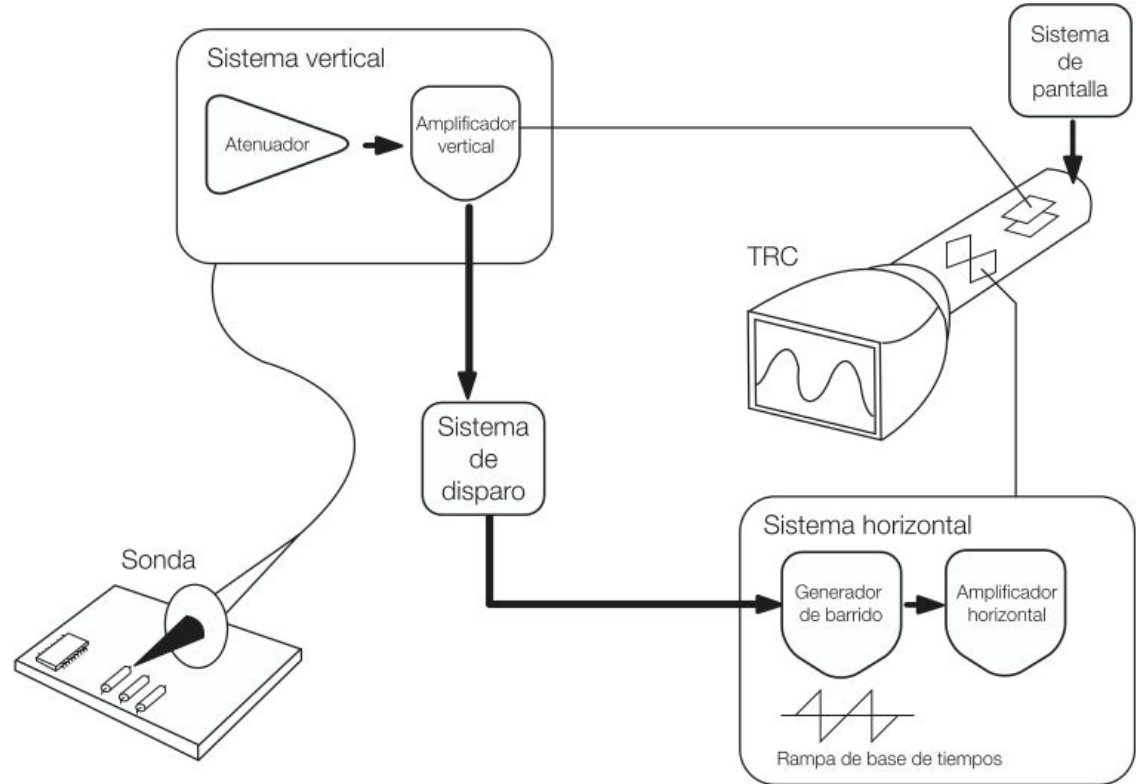 Sistema vertical
Atenuador
Amplificador
vertical
Sistema
de
pantalla
TRC
Sistema
de
disparo
Sonda
Sistema horizontal
Generador
de barrido
Amplificador
horizontal
Rampa de base de tiempos